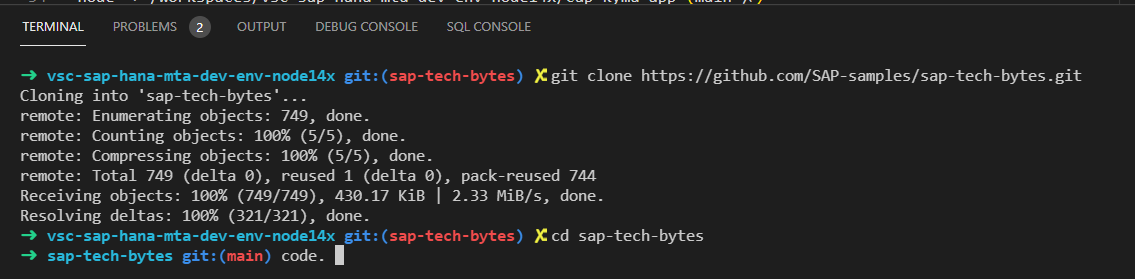 TERMINAL PROBLEMS 2 OUTPUT DEBUG CONSOLE SQL CONSOLE
➜ vsc-sap-hana-mta-dev-env-node14x git:(sap-tech-bytes) ✗ git clone https://github.com/SAP-samples/sap-tech-bytes.git
Cloning into 'sap-tech-bytes'...
remote: Enumerating objects: 749, done.
remote: Counting objects: 100% (5/5), done.
remote: Compressing objects: 100% (5/5), done.
remote: Total 749 (delta 0), reused 1 (delta 0), pack-reused 744
Receiving objects: 100% (749/749), 430.17 KiB | 2.33 MiB/s, done.
Resolving deltas: 100% (321/321), done.
➜ vsc-sap-hana-mta-dev-env-node14x git:(sap-tech-bytes) ✗ cd sap-tech-bytes
➜ sap-tech-bytes git:(main) code.